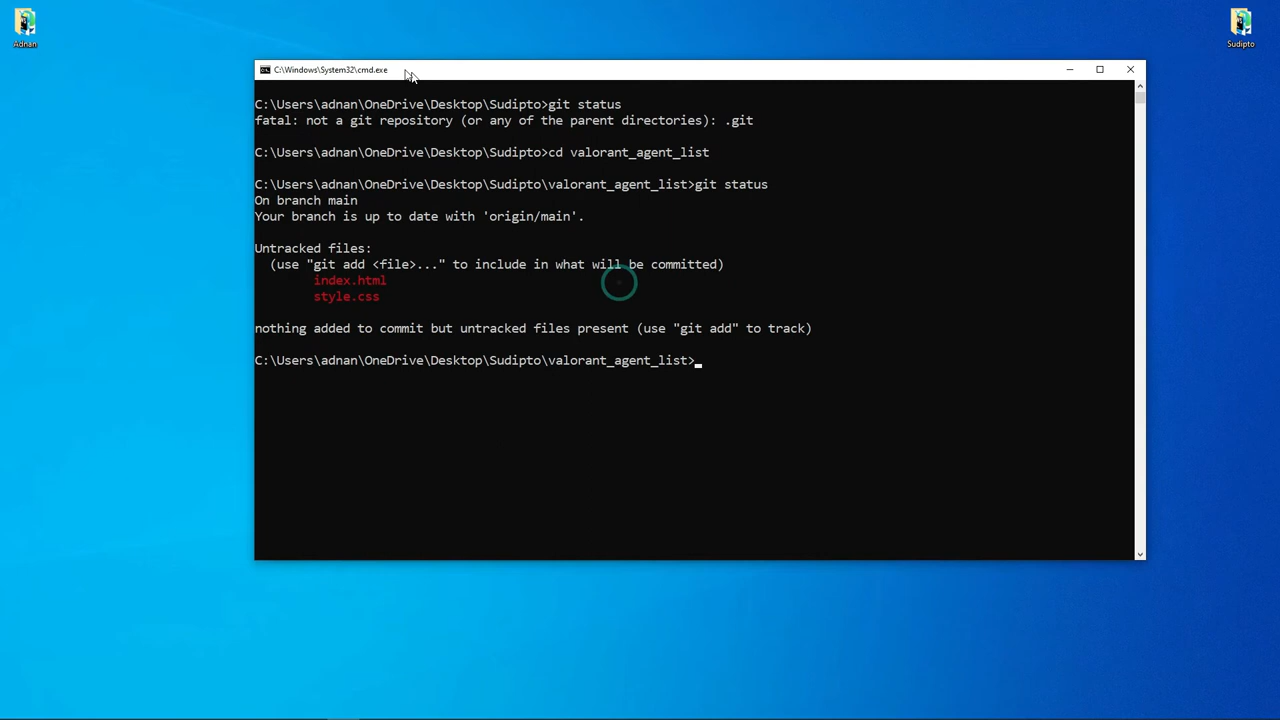 Adnan
Sudipto
C:\Windows\System32\cmd.exe
C:\Users\adnan\OneDrive\Desktop\Sudipto>git status
fatal: not a git repository (or any of the parent directories): .git
C:\Users\adnan\OneDrive\Desktop\Sudipto>cd valorant_agent_list
C:\Users\adnan\OneDrive\Desktop\Sudipto\valorant_agent_list>git status
On branch main
Your branch is up to date with 'origin/main'.
Untracked files:
(use "git add <file>..." to include in what will be committed)
index.html
style.css
nothing added to commit but untracked files present (use "git add" to track)
C:\Users\adnan\OneDrive\Desktop\Sudipto\valorant_agent_list>